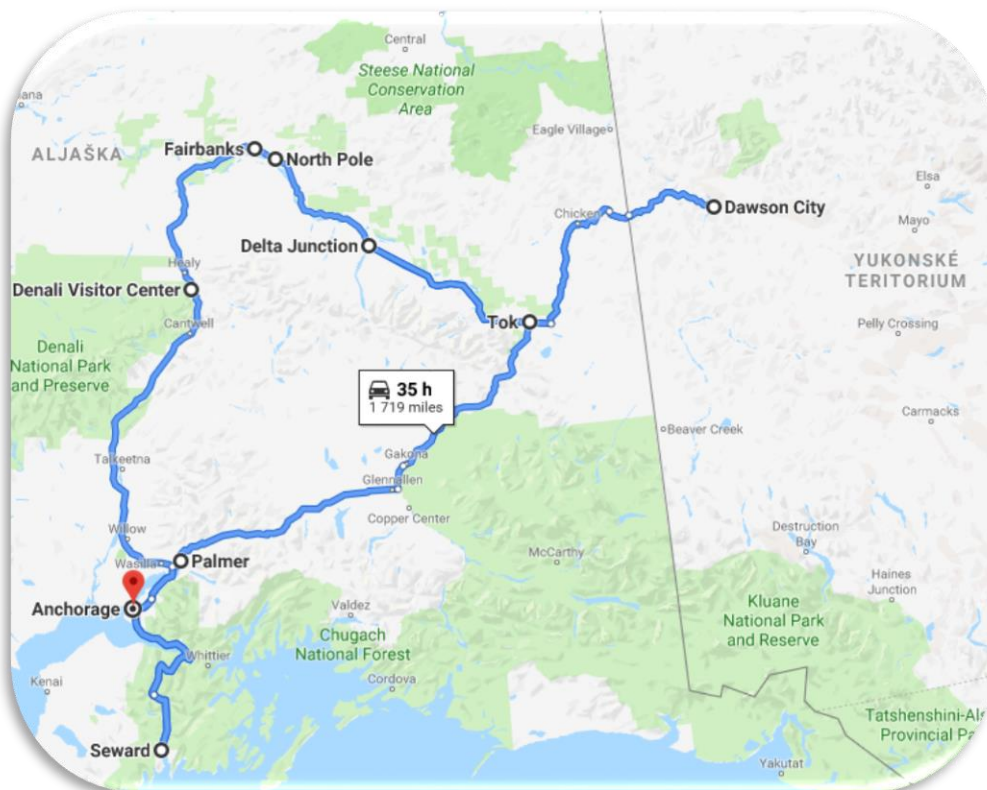 Central
Steese National
Conservation
Area
ana
Eagle Village
ALJAŠKA
Fairbanks
North Pole
Elsa
Dawson City
Chicken
Mayo
Delta Junction
YUKONSKÉ
TERITORIUM
Healy
Denali Visitor Center
Cantwell
Tok
Pelly Crossing
Denali
National Park
and Preserve
35 h
1 719 miles
Carmacks
Beaver Creek
Talkeetna
Gakona
Glennallen
Copper Center
Willow
Destruction
Bay
McCarthy
Wasilla
Palmer
Haines
Junction
Anchorage
Valdez
Kluane
National Park
and Reserve
Chugach
National Forest
Whittier
Kenai
Cordova
Tatshenshini-Als
Provincial Pa
Seward
Yakutat